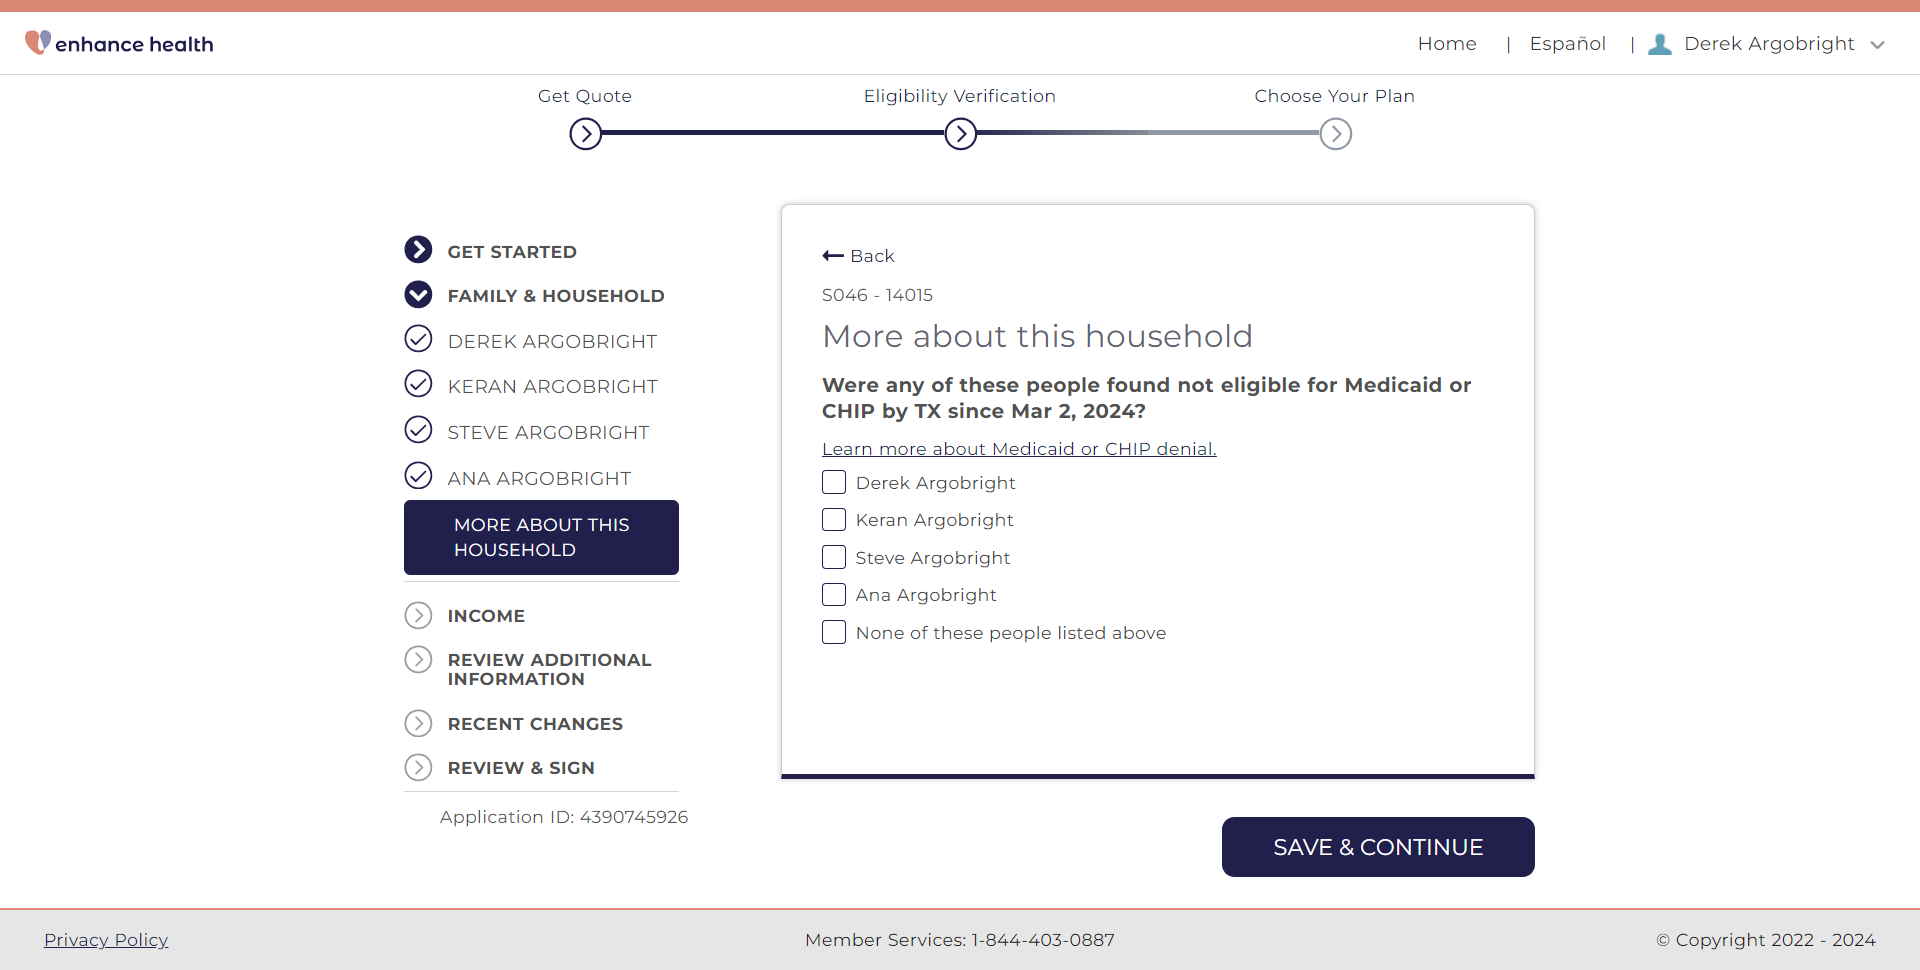 enhance health
Home | Español | Derek Argobright
Get Quote
Eligibility Verification
Choose Your Plan
GET STARTED
FAMILY & HOUSEHOLD
DEREK ARGOBRIGHT
KERAN ARGOBRIGHT
STEVE ARGOBRIGHT
ANA ARGOBRIGHT
MORE ABOUT THIS
HOUSEHOLD
INCOME
REVIEW ADDITIONAL
INFORMATION
RECENT CHANGES
REVIEW & SIGN
Application ID: 4390745926
Back
S046 - 14015
More about this household
Were any of these people found not eligible for Medicaid or
CHIP by TX since Mar 2, 2024?
Learn more about Medicaid or CHIP denial.
Derek Argobright
Keran Argobright
Steve Argobright
Ana Argobright
None of these people listed above
SAVE & CONTINUE
Privacy Policy
Member Services: 1-844-403-0887
© Copyright 2022 - 2024